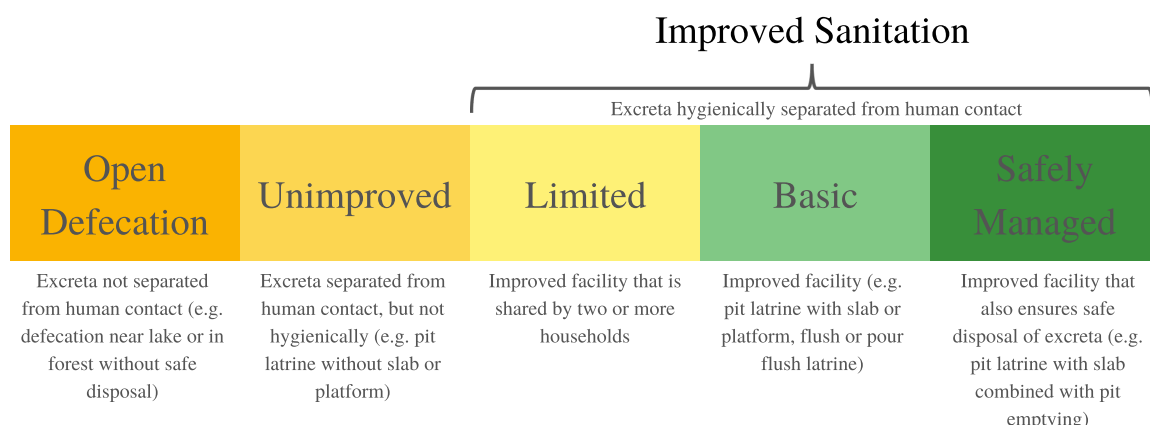 Improved Sanitation
Excreta hygienically separated from human contact
Open
Defecation
Unimproved
Limited
Basic
Safely
Managed
Excreta not separated
from human contact (e.g.
defecation near lake or in
forest without safe
disposal)
Excreta separated from
human contact, but not
hygienically (e.g. pit
latrine without slab or
platform)
Improved facility that is
shared by two or more
households
Improved facility (e.g.
pit latrine with slab or
platform, flush or pour
flush latrine)
Improved facility that
also ensures safe
disposal of excreta (e.g.
pit latrine with slab
combined with pit
emptying)